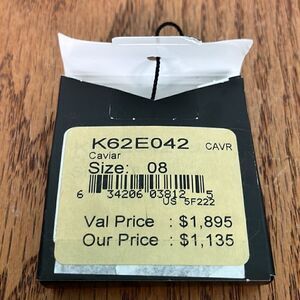 K62E042 CAVR
Caviar
Size: 08
6 34206 03812 5
US 5F222
Val Price : $1,895
Our Price : $1,135